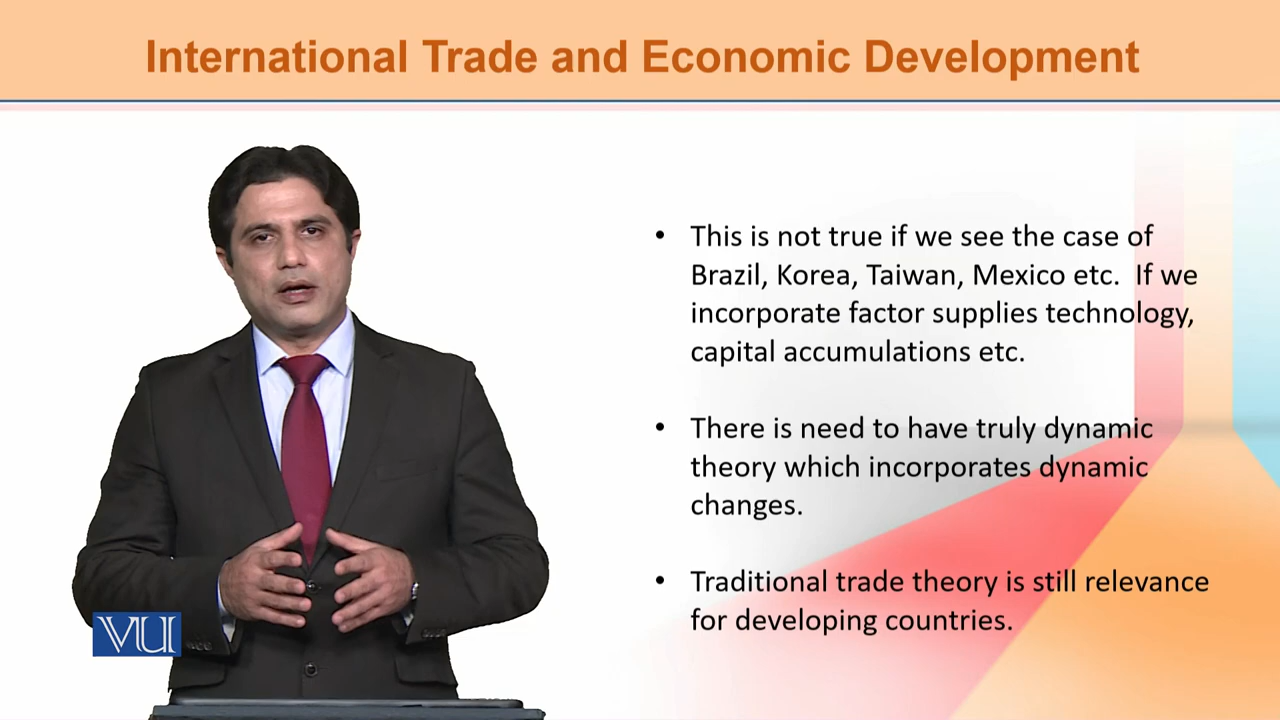 International Trade and Economic Development
• This is not true if we see the case of
Brazil, Korea, Taiwan, Mexico etc. If we
incorporate factor supplies technology,
capital accumulations etc.
• There is need to have truly dynamic
theory which incorporates dynamic
changes.
• Traditional trade theory is still relevance
for developing countries.
VU